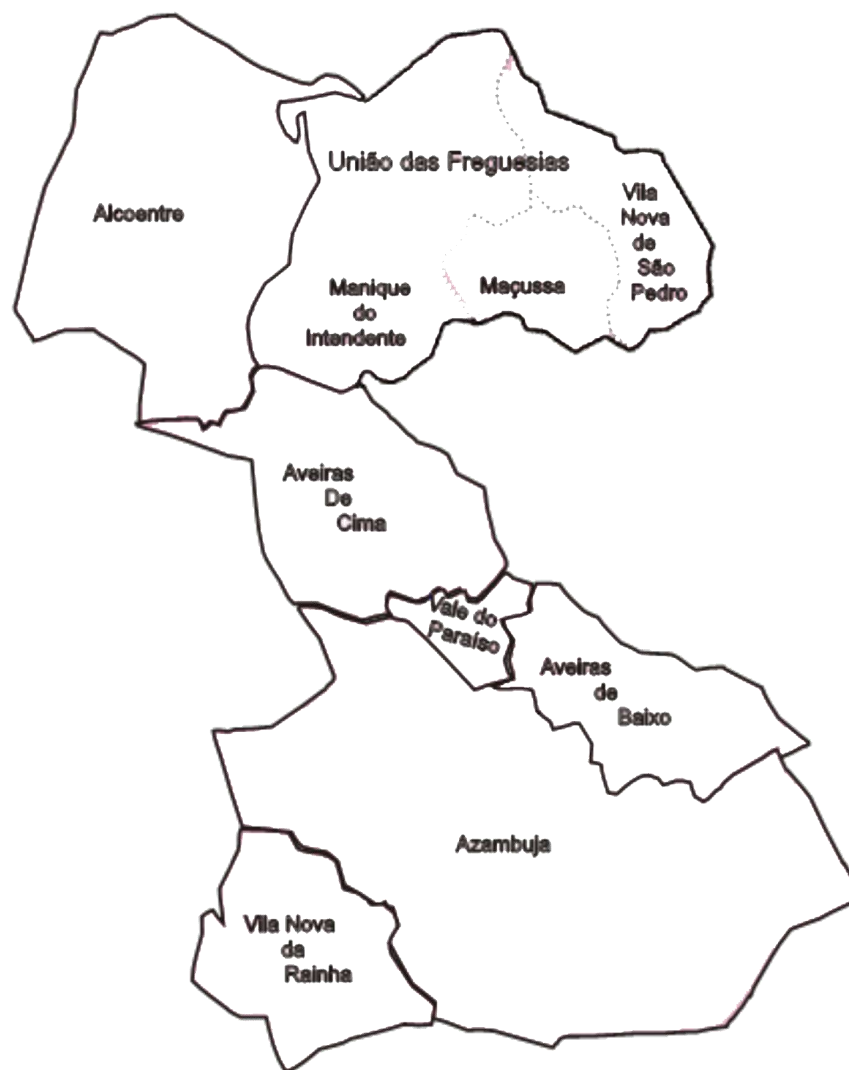 União das Freguesias
Alcoentre
Vila
Nova
de
São
Pedro
Manique
do
Intendente
Maçussa
Aveiras
De
Cima
Vale do
Paraíso
Aveiras
de
Baixo
Azambuja
Vila Nova
da
Rainha